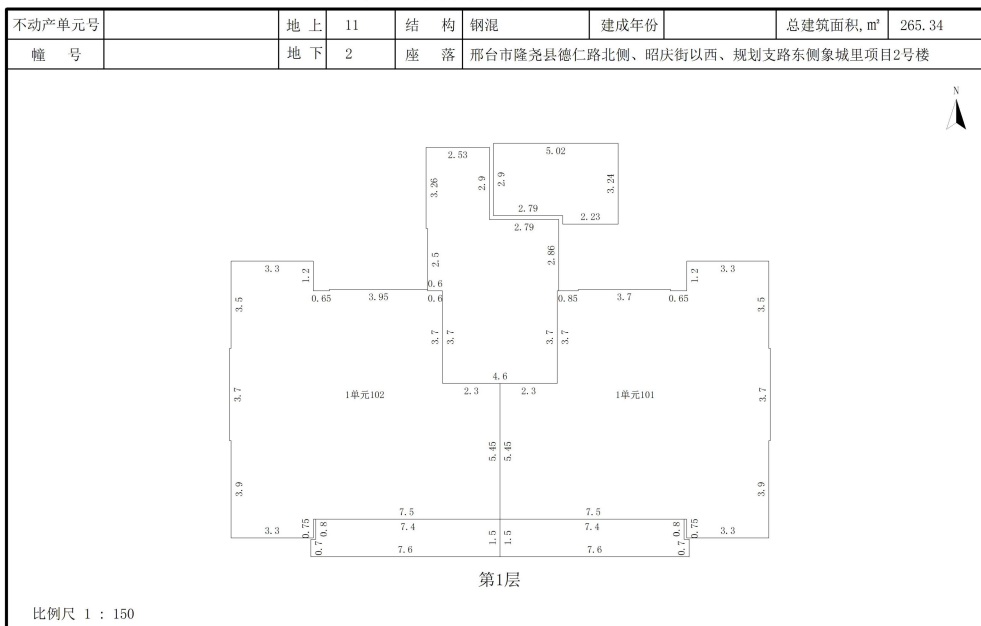 不动产单元号 地上 11 结构 钢混 建成年份 总建筑面积,m² 265.34
幢号 地下 2 座落 邢台市隆尧县德仁路北侧、昭庆街以西、规划支路东侧象城里项目2号楼
N
2.53 5.02
3.26 2.9 2.9 3.24
2.79 2.23
2.79
2.5 2.86
3.3 1.2 0.6 1.2 3.3
0.65 3.95 0.6 0.85 3.7 0.65
3.5 3.5
3.7 3.7 3.7 3.7
4.6
2.3 2.3
3.7 1单元102 1单元101 3.7
5.45 5.45
3.9 3.9
7.5 7.5
3.3 0.75 0.8 7.4 7.4 0.8 0.75 3.3
1.5 1.5
0.7 7.6 7.6 0.7
第1层
比例尺 1 : 150